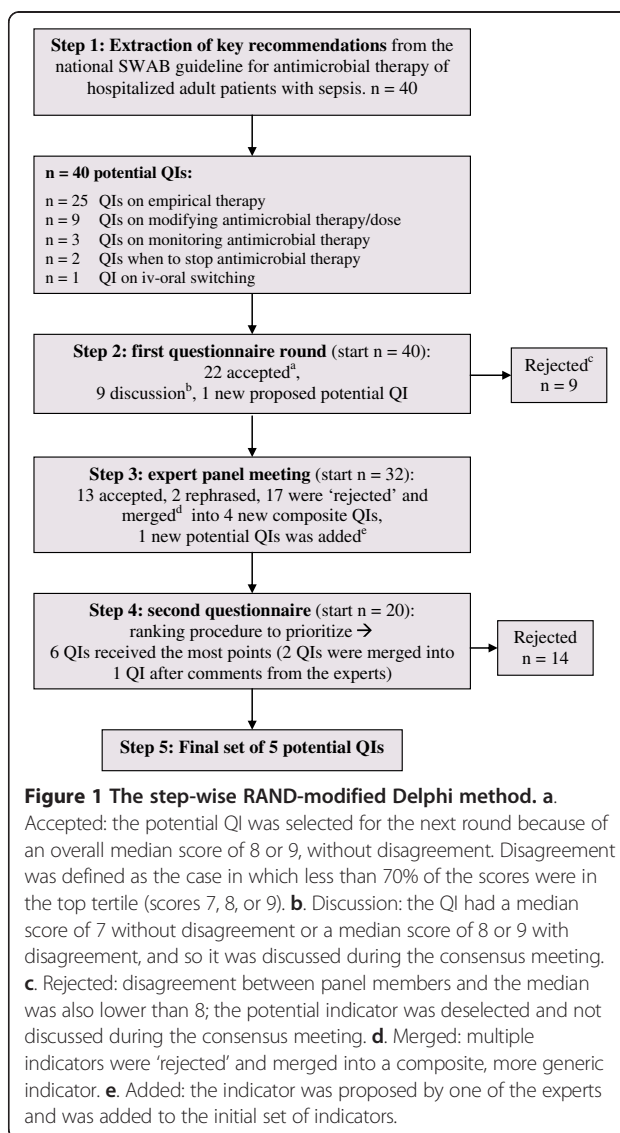 Step 1: Extraction of key recommendations from the
national SWAB guideline for antimicrobial therapy of
hospitalized adult patients with sepsis. n = 40
n = 40 potential QIs:
n = 25 QIs on empirical therapy
n = 9 QIs on modifying antimicrobial therapy/dose
n = 3 QIs on monitoring antimicrobial therapy
n = 2 QIs when to stop antimicrobial therapy
n = 1 QI on iv-oral switching
Step 2: first questionnaire round (start n = 40):
22 acceptedᵃ,
9 discussionᵇ, 1 new proposed potential QI
Rejectedᶜ
n = 9
Step 3: expert panel meeting (start n = 32):
13 accepted, 2 rephrased, 17 were ‘rejected’ and
mergedᵈ into 4 new composite QIs,
1 new potential QIs was addedᵉ
Step 4: second questionnaire (start n = 20):
ranking procedure to prioritize →
6 QIs received the most points (2 QIs were merged into
1 QI after comments from the experts)
Rejected
n = 14
Step 5: Final set of 5 potential QIs
Figure 1 The step-wise RAND-modified Delphi method. a.
Accepted: the potential QI was selected for the next round because of
an overall median score of 8 or 9, without disagreement. Disagreement
was defined as the case in which less than 70% of the scores were in
the top tertile (scores 7, 8, or 9). b. Discussion: the QI had a median
score of 7 without disagreement or a median score of 8 or 9 with
disagreement, and so it was discussed during the consensus meeting.
c. Rejected: disagreement between panel members and the median
was also lower than 8; the potential indicator was deselected and not
discussed during the consensus meeting. d. Merged: multiple
indicators were ‘rejected’ and merged into a composite, more generic
indicator. e. Added: the indicator was proposed by one of the experts
and was added to the initial set of indicators.